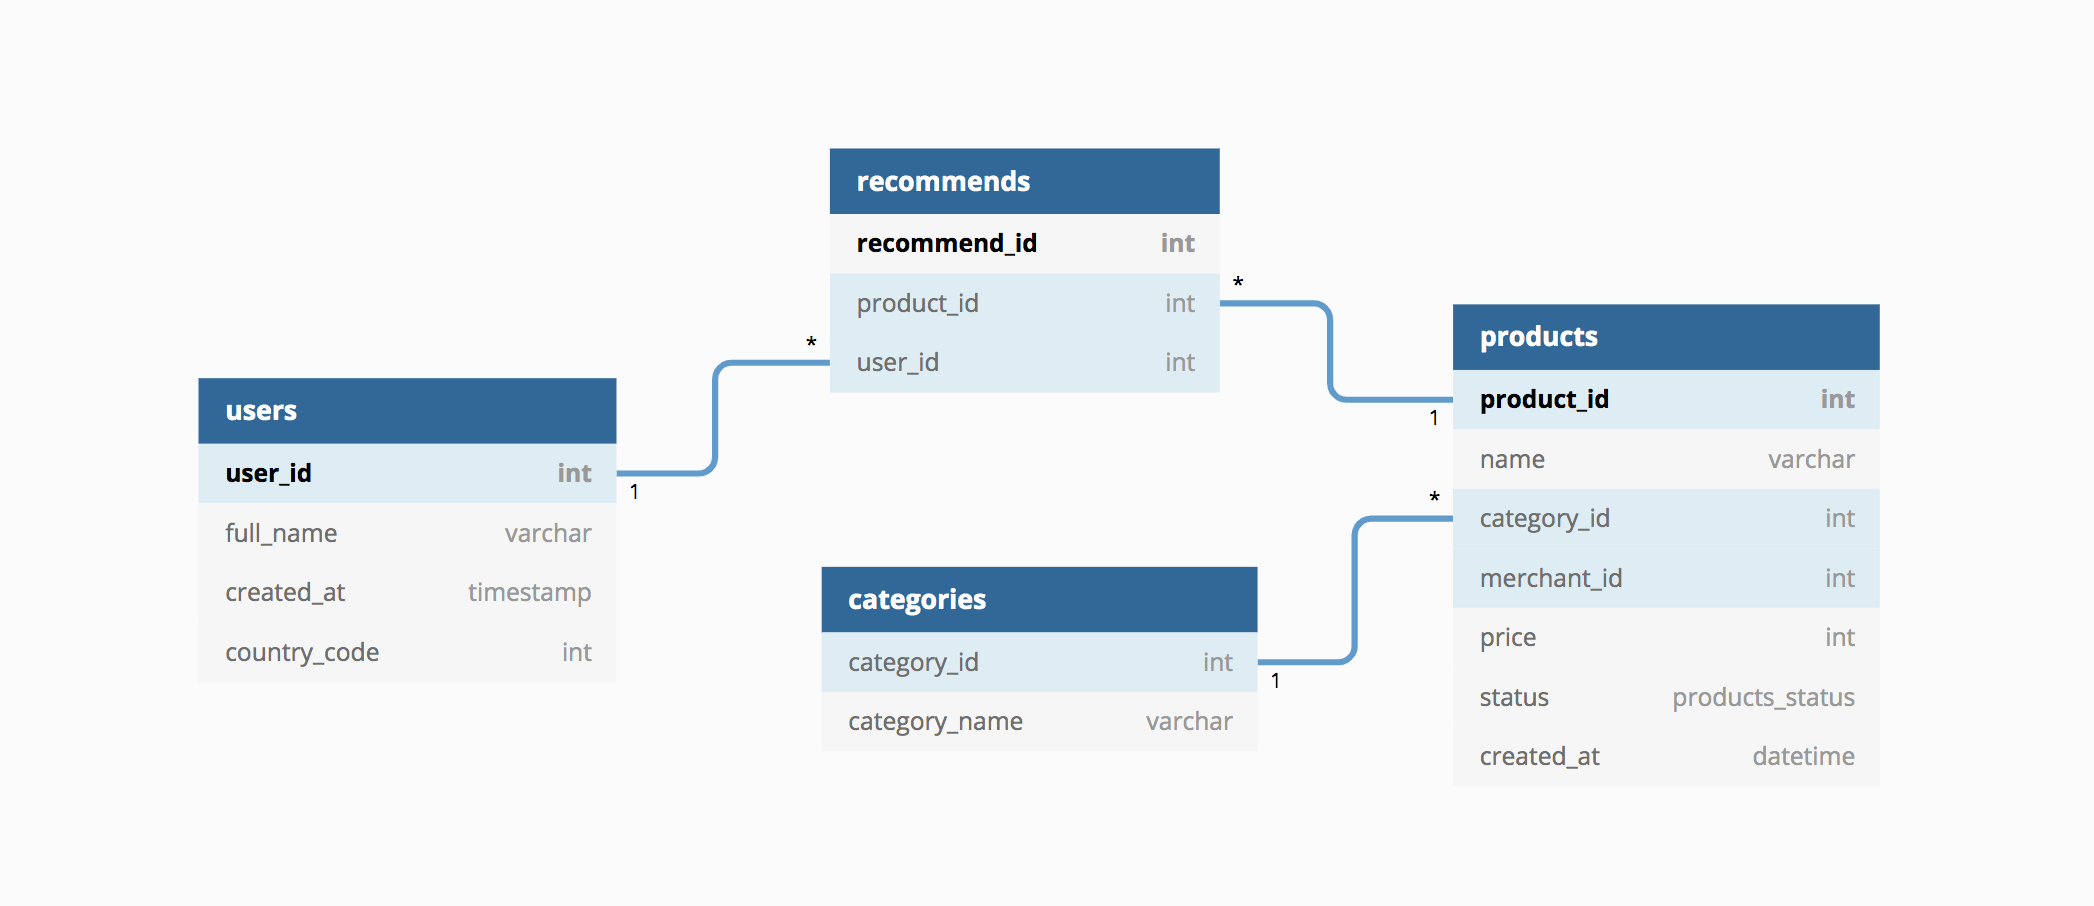 recommends
recommend_id int
product_id int
user_id int
*
*
1
1
users
user_id int
full_name varchar
created_at timestamp
country_code int
categories
category_id int
category_name varchar
1
*
products
product_id int
name varchar
category_id int
merchant_id int
price int
status products_status
created_at datetime